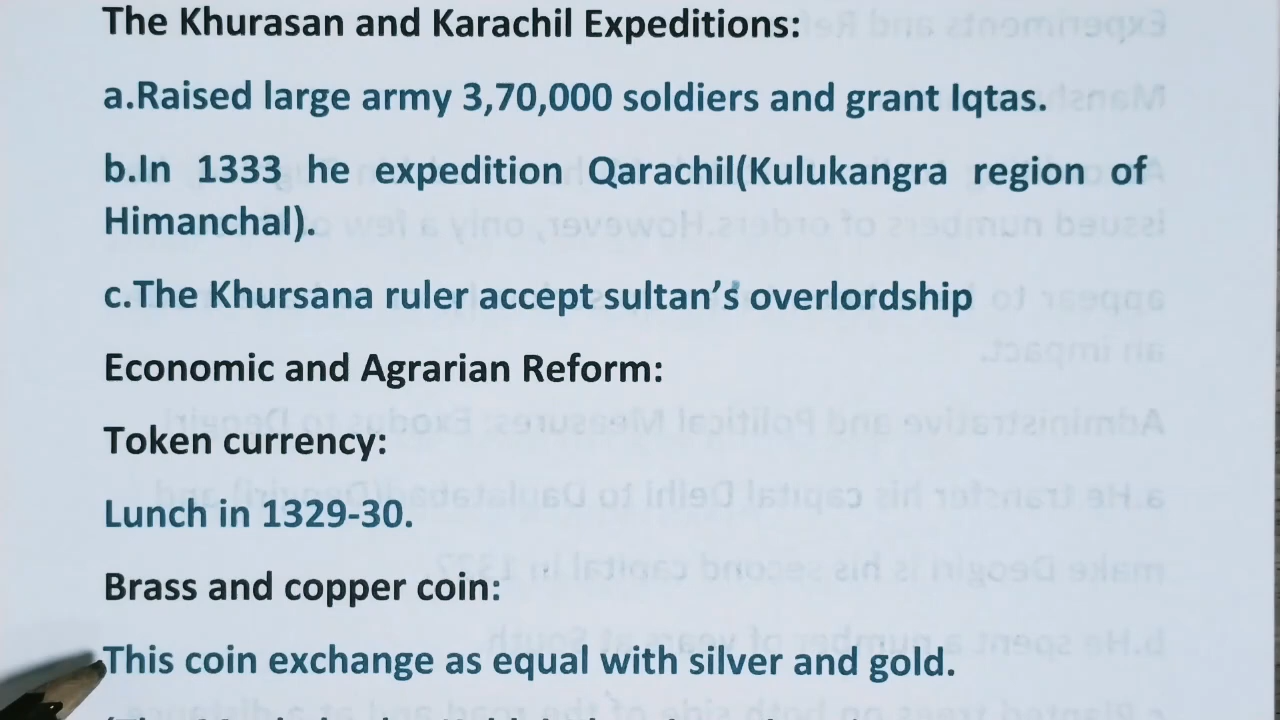 The Khurasan and Karachil Expeditions:
a.Raised large army 3,70,000 soldiers and grant Iqtas.
b.In 1333 he expedition Qarachil(Kulukangra region of
Himanchal).
c.The Khursana ruler accept sultan's overlordship
Economic and Agrarian Reform:
Token currency:
Lunch in 1329-30.
Brass and copper coin:
This coin exchange as equal with silver and gold.